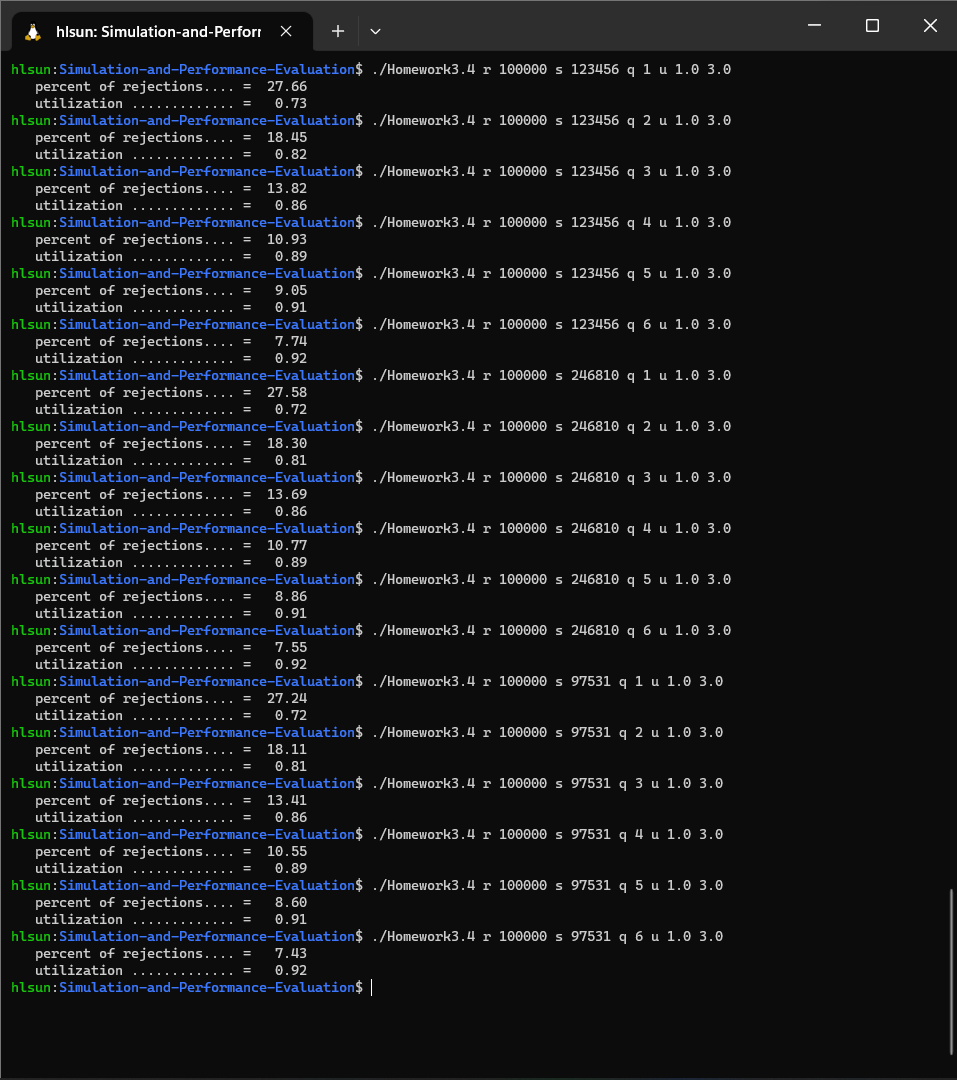 hlsun: Simulation-and-Perfor
hlsun:Simulation-and-Performance-Evaluation$ ./Homework3.4 r 100000 s 123456 q 1 u 1.0 3.0
   percent of rejections.... =  27.66
   utilization ............. =   0.73
hlsun:Simulation-and-Performance-Evaluation$ ./Homework3.4 r 100000 s 123456 q 2 u 1.0 3.0
   percent of rejections.... =  18.45
   utilization ............. =   0.82
hlsun:Simulation-and-Performance-Evaluation$ ./Homework3.4 r 100000 s 123456 q 3 u 1.0 3.0
   percent of rejections.... =  13.82
   utilization ............. =   0.86
hlsun:Simulation-and-Performance-Evaluation$ ./Homework3.4 r 100000 s 123456 q 4 u 1.0 3.0
   percent of rejections.... =  10.93
   utilization ............. =   0.89
hlsun:Simulation-and-Performance-Evaluation$ ./Homework3.4 r 100000 s 123456 q 5 u 1.0 3.0
   percent of rejections.... =   9.05
   utilization ............. =   0.91
hlsun:Simulation-and-Performance-Evaluation$ ./Homework3.4 r 100000 s 123456 q 6 u 1.0 3.0
   percent of rejections.... =   7.74
   utilization ............. =   0.92
hlsun:Simulation-and-Performance-Evaluation$ ./Homework3.4 r 100000 s 246810 q 1 u 1.0 3.0
   percent of rejections.... =  27.58
   utilization ............. =   0.72
hlsun:Simulation-and-Performance-Evaluation$ ./Homework3.4 r 100000 s 246810 q 2 u 1.0 3.0
   percent of rejections.... =  18.30
   utilization ............. =   0.81
hlsun:Simulation-and-Performance-Evaluation$ ./Homework3.4 r 100000 s 246810 q 3 u 1.0 3.0
   percent of rejections.... =  13.69
   utilization ............. =   0.86
hlsun:Simulation-and-Performance-Evaluation$ ./Homework3.4 r 100000 s 246810 q 4 u 1.0 3.0
   percent of rejections.... =  10.77
   utilization ............. =   0.89
hlsun:Simulation-and-Performance-Evaluation$ ./Homework3.4 r 100000 s 246810 q 5 u 1.0 3.0
   percent of rejections.... =   8.86
   utilization ............. =   0.91
hlsun:Simulation-and-Performance-Evaluation$ ./Homework3.4 r 100000 s 246810 q 6 u 1.0 3.0
   percent of rejections.... =   7.55
   utilization ............. =   0.92
hlsun:Simulation-and-Performance-Evaluation$ ./Homework3.4 r 100000 s 97531 q 1 u 1.0 3.0
   percent of rejections.... =  27.24
   utilization ............. =   0.72
hlsun:Simulation-and-Performance-Evaluation$ ./Homework3.4 r 100000 s 97531 q 2 u 1.0 3.0
   percent of rejections.... =  18.11
   utilization ............. =   0.81
hlsun:Simulation-and-Performance-Evaluation$ ./Homework3.4 r 100000 s 97531 q 3 u 1.0 3.0
   percent of rejections.... =  13.41
   utilization ............. =   0.86
hlsun:Simulation-and-Performance-Evaluation$ ./Homework3.4 r 100000 s 97531 q 4 u 1.0 3.0
   percent of rejections.... =  10.55
   utilization ............. =   0.89
hlsun:Simulation-and-Performance-Evaluation$ ./Homework3.4 r 100000 s 97531 q 5 u 1.0 3.0
   percent of rejections.... =   8.60
   utilization ............. =   0.91
hlsun:Simulation-and-Performance-Evaluation$ ./Homework3.4 r 100000 s 97531 q 6 u 1.0 3.0
   percent of rejections.... =   7.43
   utilization ............. =   0.92
hlsun:Simulation-and-Performance-Evaluation$